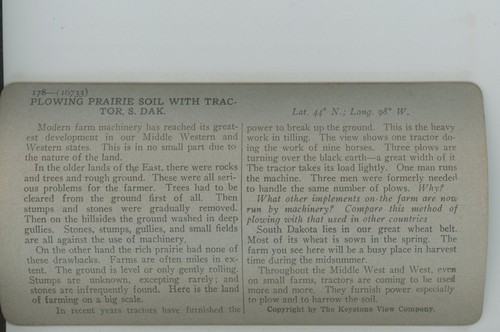 178—(16733)
PLOWING PRAIRIE SOIL WITH TRAC-
TOR, S. DAK.
Modern farm machinery has reached its great-
est development in our Middle Western and
Western states. This is in no small part due to
the nature of the land.
In the older lands of the East, there were rocks
and trees and rough ground. These were all seri-
ous problems for the farmer. Trees had to be
cleared from the ground first of all. Then
stumps and stones were gradually removed.
Then on the hillsides the ground washed in deep
gullies. Stones, stumps, gullies, and small fields
are all against the use of machinery.
On the other hand the rich prairie had none of
these drawbacks. Farms are often miles in ex-
tent. The ground is level or only gently rolling.
Stumps are unknown, excepting rarely; and
stones are infrequently found. Here is the land
of farming on a big scale.
In recent years tractors have furnished the
Lat. 44° N.; Long. 98° W.
power to break up the ground. This is the heavy
work in tilling. The view shows one tractor do-
ing the work of nine horses. Three plows are
turning over the black earth—a great width of it
The tractor takes its load lightly. One man runs
the machine. Three men were formerly needed
to handle the same number of plows. Why?
What other implements on the farm are now
run by machinery? Compare this method of
plowing with that used in other countries
South Dakota lies in our great wheat belt.
Most of its wheat is sown in the spring. The
farm you see here will be a busy place in harvest
time during the midsummer.
Throughout the Middle West and West, even
on small farms, tractors are coming to be used
more and more. They furnish power especially
to plow and to harrow the soil.
Copyright by The Keystone View Company.